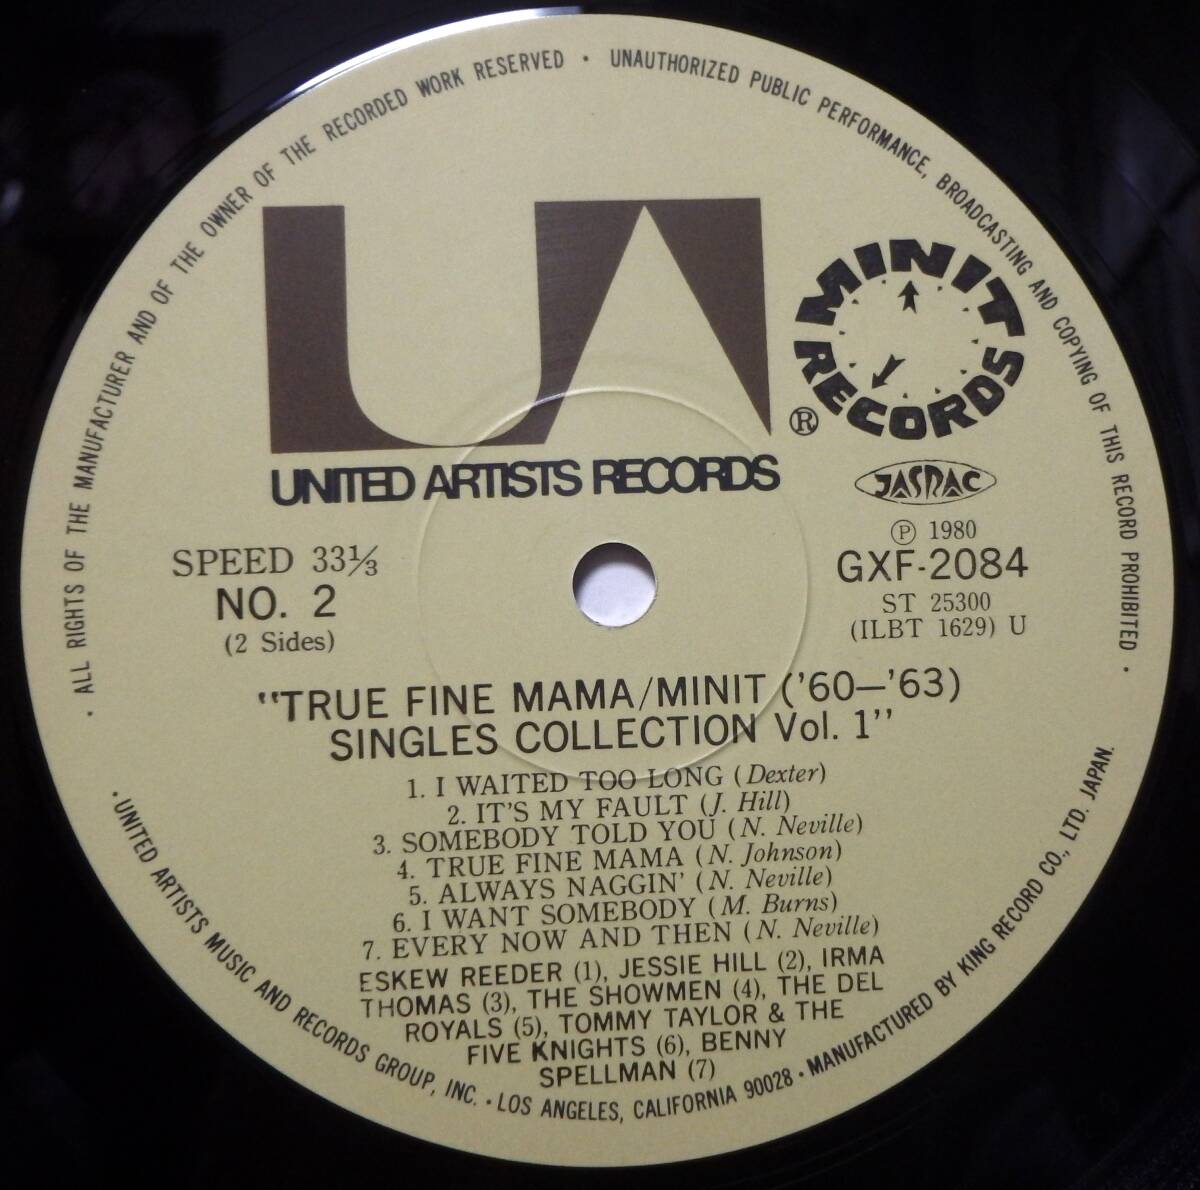 · ALL RIGHTS OF THE MANUFACTURER AND OF THE OWNER OF THE RECORDED WORK RESERVED · UNAUTHORIZED PUBLIC PERFORMANCE, BROADCASTING AND COPYING OF THIS RECORD PROHIBITED ·
UA
MINIT
RECORDS
®
UNITED ARTISTS RECORDS
JASRAC
℗ 1980
SPEED 33⅓
GXF-2084
NO. 2
ST 25300
(2 Sides)
(ILBT 1629) U
"TRUE FINE MAMA/MINIT ('60—'63)
SINGLES COLLECTION Vol. 1"
1. I WAITED TOO LONG (Dexter)
2. IT'S MY FAULT (J. Hill)
3. SOMEBODY TOLD YOU (N. Neville)
4. TRUE FINE MAMA (N. Johnson)
5. ALWAYS NAGGIN' (N. Neville)
6. I WANT SOMEBODY (M. Burns)
7. EVERY NOW AND THEN (N. Neville)
ESKEW REEDER (1), JESSIE HILL (2), IRMA
THOMAS (3), THE SHOWMEN (4), THE DEL
ROYALS (5), TOMMY TAYLOR & THE
FIVE KNIGHTS (6), BENNY
SPELLMAN (7)
· UNITED ARTISTS MUSIC AND RECORDS GROUP, INC. · LOS ANGELES, CALIFORNIA 90028 · MANUFACTURED BY KING RECORD CO., LTD. JAPAN.